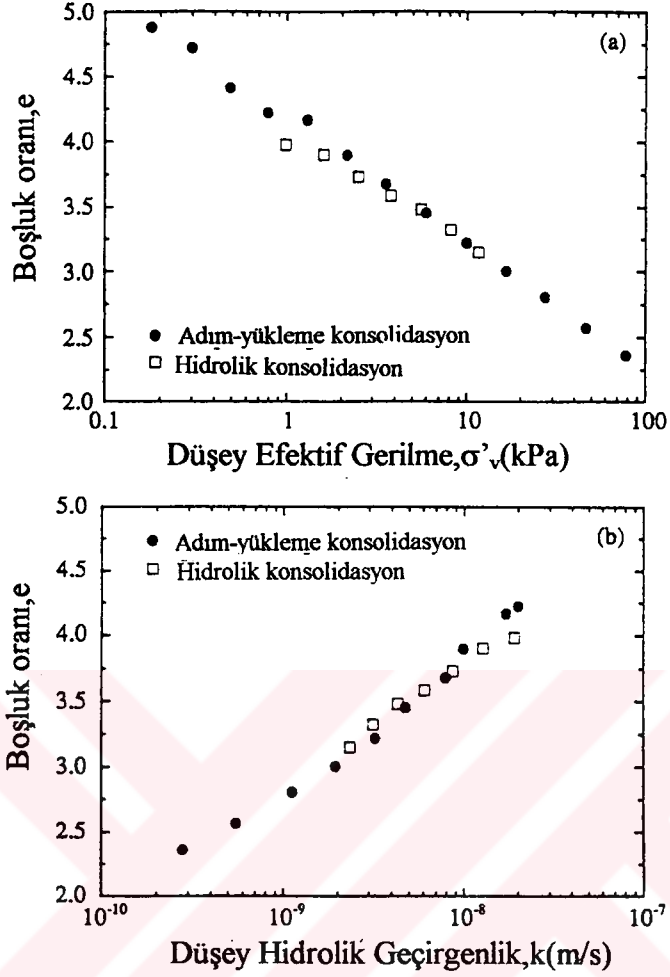 5.0
(a)
4.5
4.0
3.5
3.0
2.5
2.0
Boşluk oranı,e
● Adım-yükleme konsolidasyon
□ Hidrolik konsolidasyon
0.1 1 10 100
Düşey Efektif Gerilme,σ'v(kPa)
5.0
(b)
● Adım-yükleme konsolidasyon
□ Hidrolik konsolidasyon
4.5
4.0
3.5
3.0
2.5
2.0
Boşluk oranı,e
10⁻¹⁰ 10⁻⁹ 10⁻⁸ 10⁻⁷
Düşey Hidrolik Geçirgenlik,k(m/s)